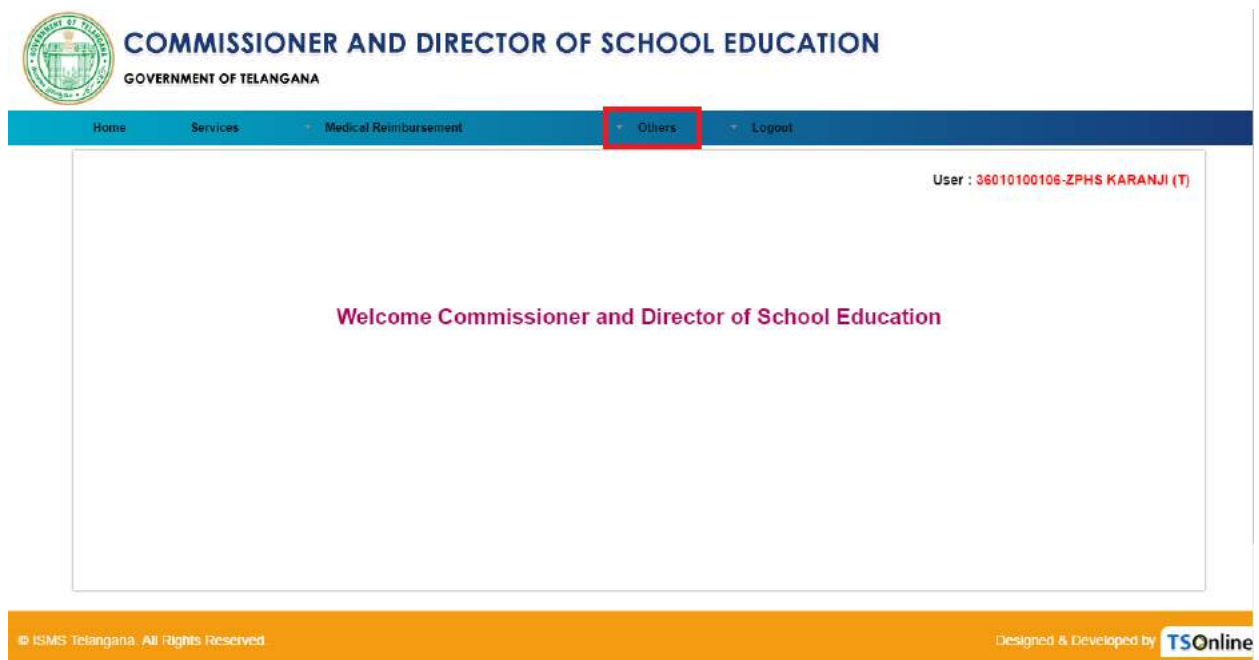 COMMISSIONER AND DIRECTOR OF SCHOOL EDUCATION
GOVERNMENT OF TELANGANA
Home Services Medical Reimbursement Others Logout
User : 36010100106-ZPHS KARANJI (T)
Welcome Commissioner and Director of School Education
© ISMS Telangana. All Rights Reserved.
Designed & Developed by TSOnline